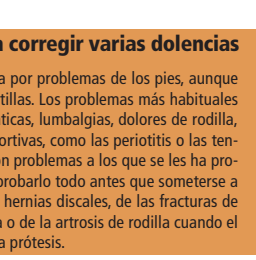 corregir varias dolencias
a por problemas de los pies, aunque
tillas. Los problemas más habituales
ticas, lumbalgias, dolores de rodilla,
ortivas, como las periotitis o las ten-
n problemas a los que se les ha pro-
probarlo todo antes que someterse a
hernias discales, de las fracturas de
a o de la artrosis de rodilla cuando el
a prótesis.